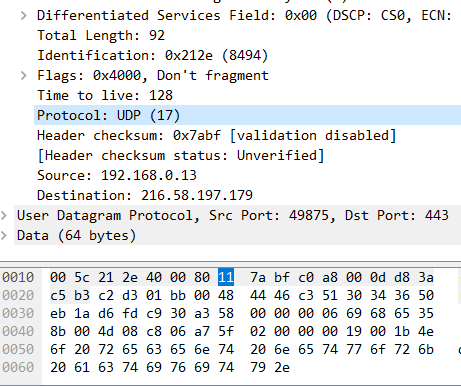 Differentiated Services Field: 0x00 (DSCP: CS0, ECN:
Total Length: 92
Identification: 0x212e (8494)
Flags: 0x4000, Don't fragment
Time to live: 128
Protocol: UDP (17)
Header checksum: 0x7abf [validation disabled]
[Header checksum status: Unverified]
Source: 192.168.0.13
Destination: 216.58.197.179
User Datagram Protocol, Src Port: 49875, Dst Port: 443
Data (64 bytes)
0010 00 5c 21 2e 40 00 80 11 7a bf c0 a8 00 0d d8 3a
0020 c5 b3 c2 d3 01 bb 00 48 44 46 c3 51 30 34 36 50
0030 eb 1a d6 fd c9 30 a3 58 00 00 00 06 69 68 65 35
0040 8b 00 4d 08 c8 06 a7 5f 02 00 00 00 19 00 1b 4e
0050 6f 20 72 65 63 65 6e 74 20 6e 65 74 77 6f 72 6b
0060 20 61 63 74 69 76 69 74 79 2e